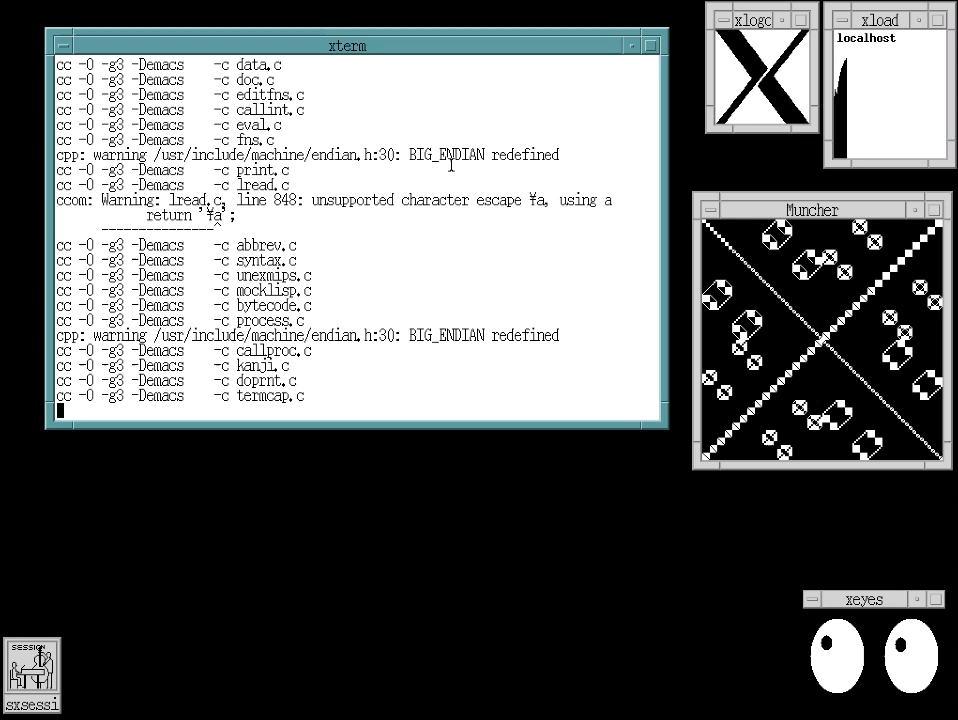 xterm
cc -O -g3 -Demacs    -c data.c
cc -O -g3 -Demacs    -c doc.c
cc -O -g3 -Demacs    -c editfns.c
cc -O -g3 -Demacs    -c callint.c
cc -O -g3 -Demacs    -c eval.c
cc -O -g3 -Demacs    -c fns.c
cpp: warning /usr/include/machine/endian.h:30: BIG_ENDIAN redefined
cc -O -g3 -Demacs    -c print.c
cc -O -g3 -Demacs    -c lread.c
ccom: Warning: lread.c, line 848: unsupported character escape ¥a, using a
            return '¥a';
      ---------------^
cc -O -g3 -Demacs    -c abbrev.c
cc -O -g3 -Demacs    -c syntax.c
cc -O -g3 -Demacs    -c unexmips.c
cc -O -g3 -Demacs    -c mocklisp.c
cc -O -g3 -Demacs    -c bytecode.c
cc -O -g3 -Demacs    -c process.c
cpp: warning /usr/include/machine/endian.h:30: BIG_ENDIAN redefined
cc -O -g3 -Demacs    -c callproc.c
cc -O -g3 -Demacs    -c kanji.c
cc -O -g3 -Demacs    -c doprnt.c
cc -O -g3 -Demacs    -c termcap.c
xlogo
xload
localhost
Muncher
xeyes
SESSION
sxsessi